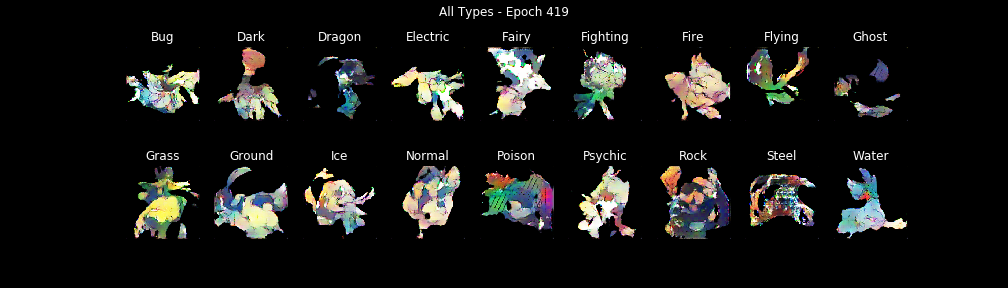 All Types - Epoch 419
Bug Dark Dragon Electric Fairy Fighting Fire Flying Ghost
Grass Ground Ice Normal Poison Psychic Rock Steel Water